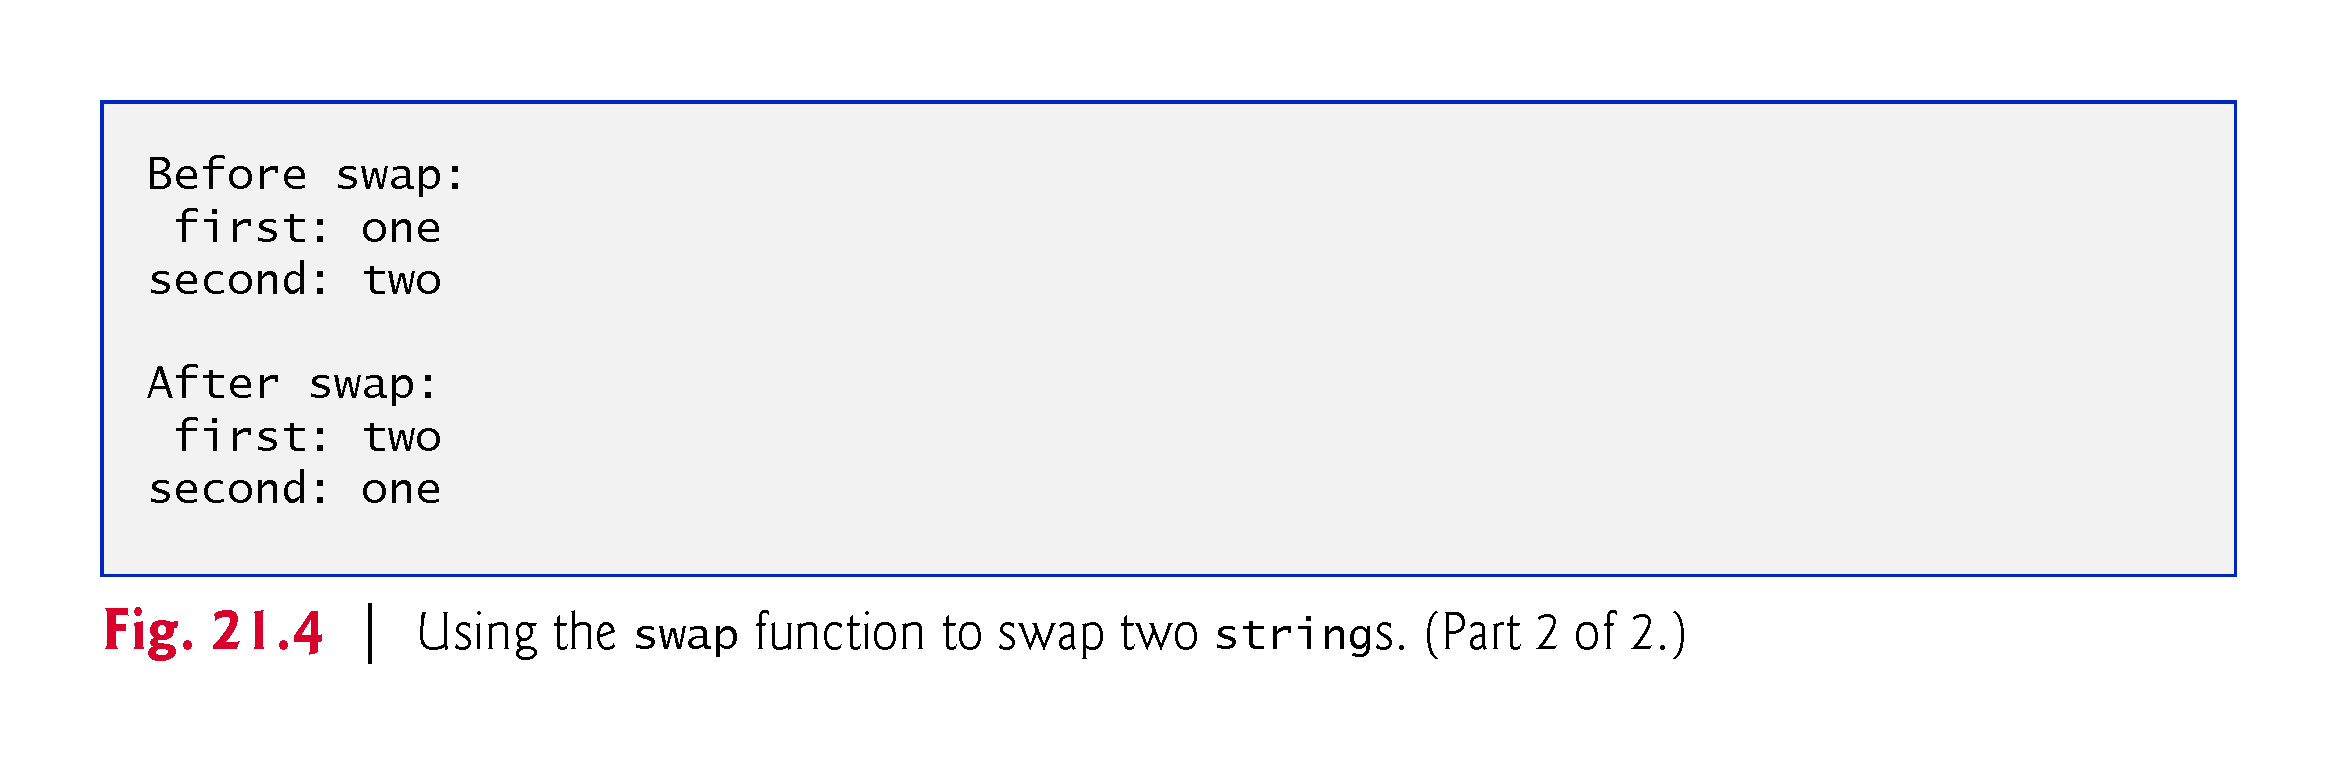 Before swap:
 first: one
second: two

After swap:
 first: two
second: one

Fig. 21.4 | Using the swap function to swap two strings. (Part 2 of 2.)